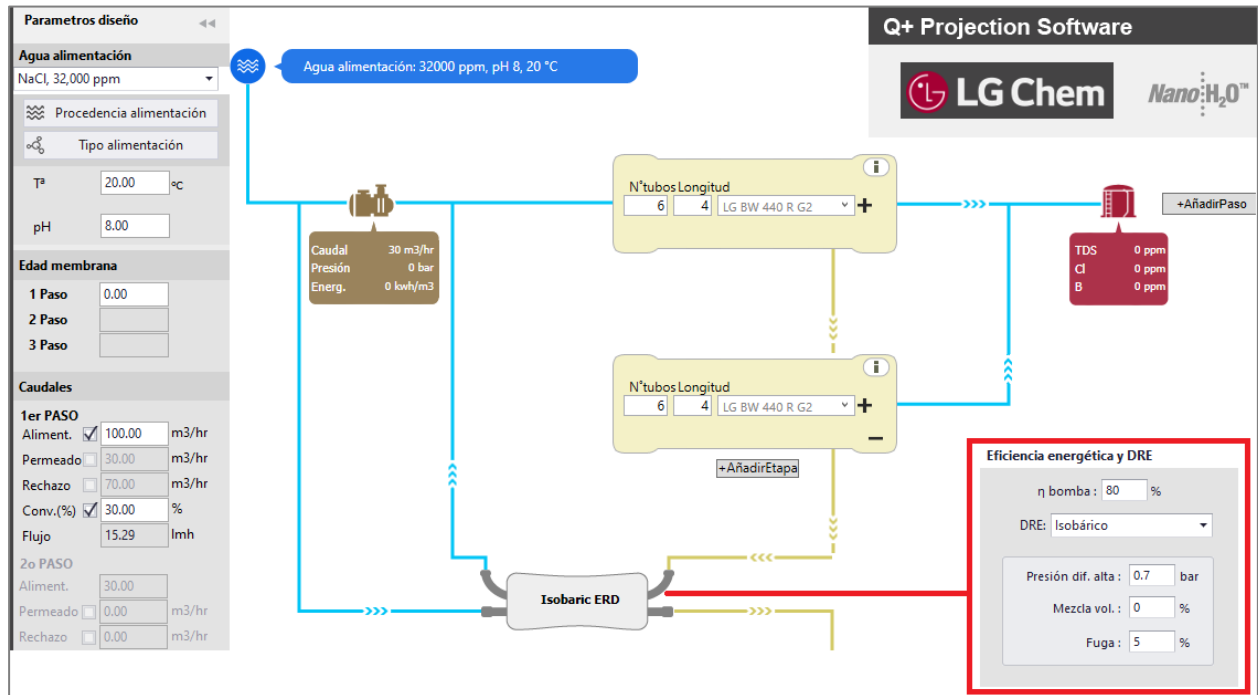 Parametros diseño
Agua alimentación
NaCl, 32,000 ppm
Procedencia alimentación
Tipo alimentación
Tª 20.00 ºC
pH 8.00
Edad membrana
1 Paso 0.00
2 Paso
3 Paso
Caudales
1er PASO
Aliment. 100.00 m3/hr
Permeado 30.00 m3/hr
Rechazo 70.00 m3/hr
Conv.(%) 30.00 %
Flujo 15.29 lmh
2o PASO
Aliment. 30.00
Permeado 0.00 m3/hr
Rechazo 0.00 m3/hr
Agua alimentación: 32000 ppm, pH 8, 20 °C
Q+ Projection Software
LG Chem
NanoH₂O™
Caudal 30 m3/hr
Presión 0 bar
Energ. 0 kwh/m3
N°tubos Longitud
6 4 LG BW 440 R G2
+AñadirPaso
TDS 0 ppm
Cl 0 ppm
B 0 ppm
N°tubos Longitud
6 4 LG BW 440 R G2
+AñadirEtapa
Isobaric ERD
Eficiencia energética y DRE
η bomba : 80 %
DRE: Isobárico
Presión dif. alta : 0.7 bar
Mezcla vol. : 0 %
Fuga : 5 %